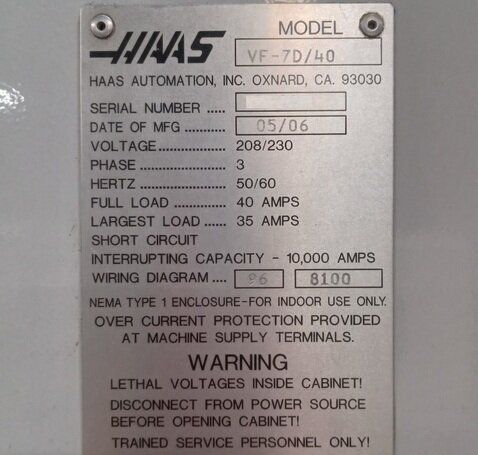 HAAS MODEL
VF-7D/40
HAAS AUTOMATION, INC. OXNARD, CA. 93030
SERIAL NUMBER ....
DATE OF MFG .......... 05/06
VOLTAGE ................ 208/230
PHASE .................... 3
HERTZ .................... 50/60
FULL LOAD ............ 40 AMPS
LARGEST LOAD .... 35 AMPS
SHORT CIRCUIT
INTERRUPTING CAPACITY - 10,000 AMPS
WIRING DIAGRAM .... 96 8100
NEMA TYPE 1 ENCLOSURE-FOR INDOOR USE ONLY.
OVER CURRENT PROTECTION PROVIDED
AT MACHINE SUPPLY TERMINALS.
WARNING
LETHAL VOLTAGES INSIDE CABINET!
DISCONNECT FROM POWER SOURCE
BEFORE OPENING CABINET!
TRAINED SERVICE PERSONNEL ONLY!